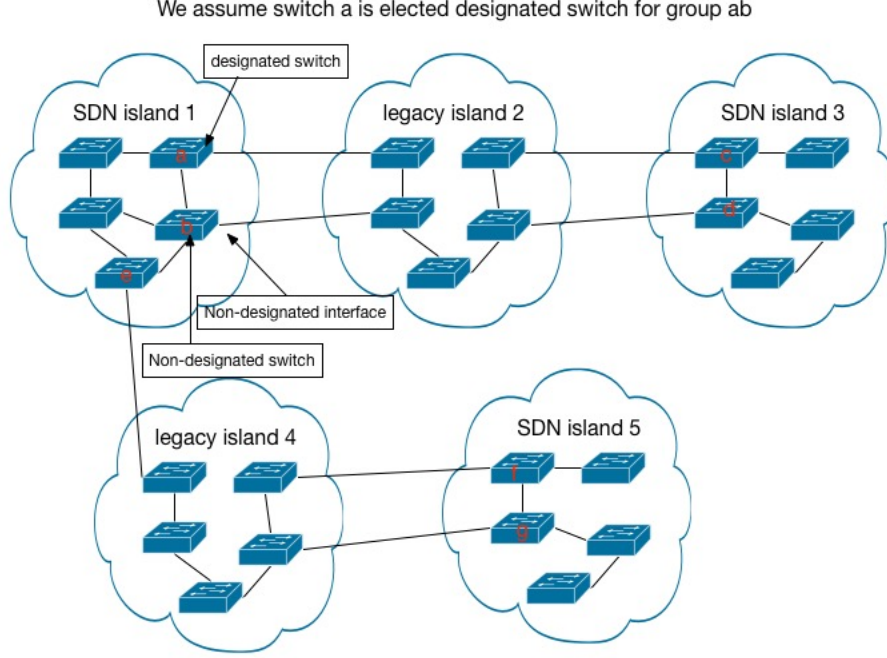 We assume switch a is elected designated switch for group ab
designated switch
SDN island 1
legacy island 2
SDN island 3
a
c
b
d
e
Non-designated interface
Non-designated switch
legacy island 4
SDN island 5
f
g